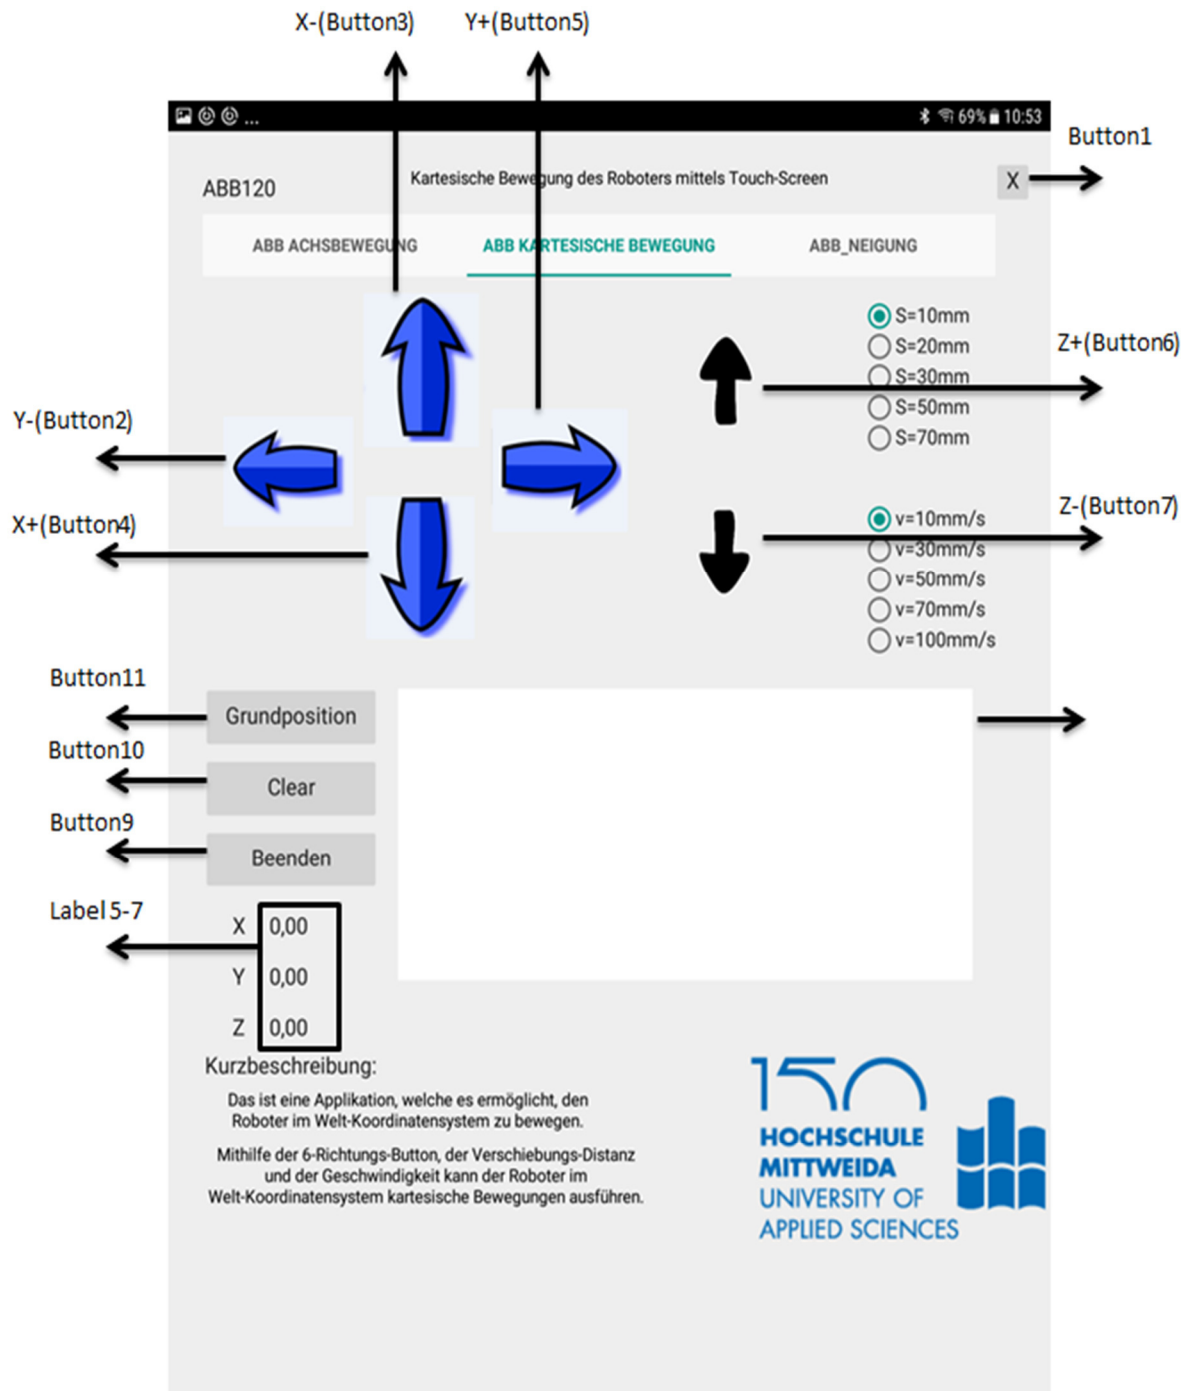 X-(Button3) Y+(Button5)
... 69% 10:53
Button1
ABB120 Kartesische Bewegung des Roboters mittels Touch-Screen X
ABB ACHSBEWEGUNG ABB KARTESISCHE BEWEGUNG ABB_NEIGUNG
S=10mm
S=20mm
Z+(Button6)
S=30mm
S=50mm
S=70mm
Y-(Button2)
Z-(Button7)
X+(Button4)
v=10mm/s
v=30mm/s
v=50mm/s
v=70mm/s
v=100mm/s
Button11
Grundposition
Button10
Clear
Button9
Beenden
Label 5-7
X 0,00
Y 0,00
Z 0,00
Kurzbeschreibung:
Das ist eine Applikation, welche es ermöglicht, den
Roboter im Welt-Koordinatensystem zu bewegen.
Mithilfe der 6-Richtungs-Button, der Verschiebungs-Distanz
und der Geschwindigkeit kann der Roboter im
Welt-Koordinatensystem kartesische Bewegungen ausführen.
150
HOCHSCHULE
MITTWEIDA
UNIVERSITY OF
APPLIED SCIENCES